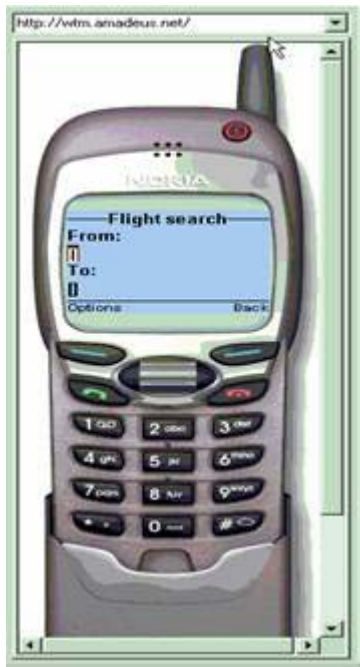 http://wtm.amadeus.net/
NOKIA
Flight search
From:
[]
To:
[]
Options Back
1
2 abc
3 def
4 ghi
5 jkl
6 mno
7 pqrs
8 tuv
9 wxyz
0
#